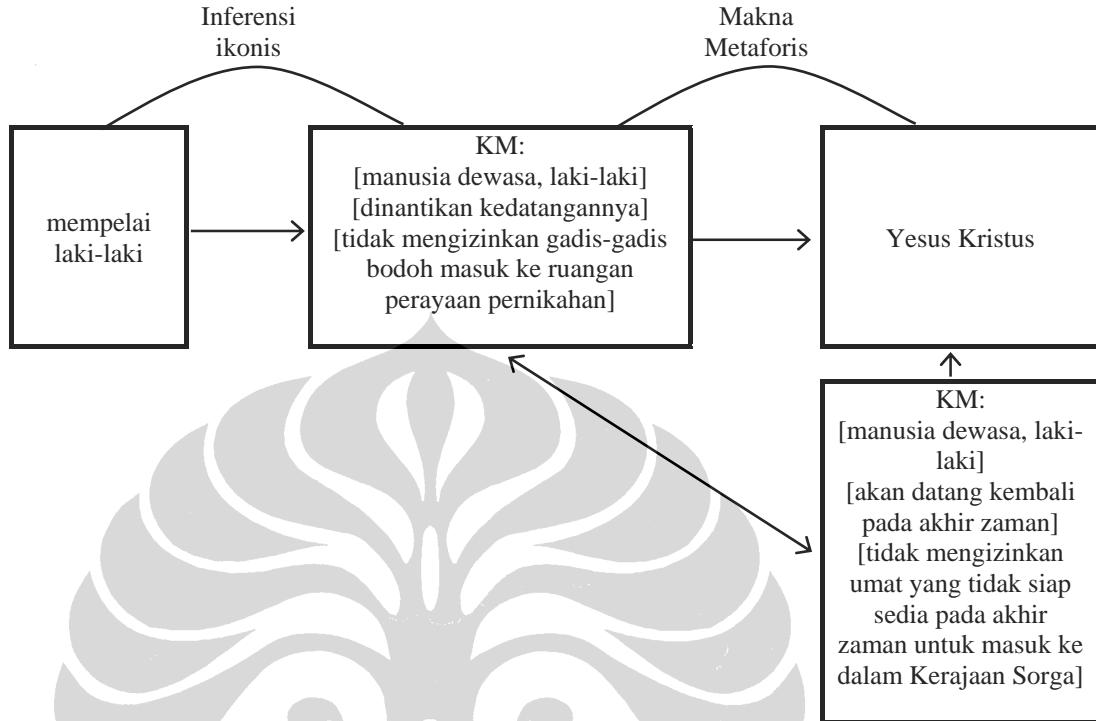 Inferensi
ikonis
Makna
Metaforis
mempelai
laki-laki
KM:
[manusia dewasa, laki-laki]
[dinantikan kedatangannya]
[tidak mengizinkan gadis-gadis
bodoh masuk ke ruangan
perayaan pernikahan]
Yesus Kristus
KM:
[manusia dewasa, laki-
laki]
[akan datang kembali
pada akhir zaman]
[tidak mengizinkan
umat yang tidak siap
sedia pada akhir
zaman untuk masuk ke
dalam Kerajaan Sorga]